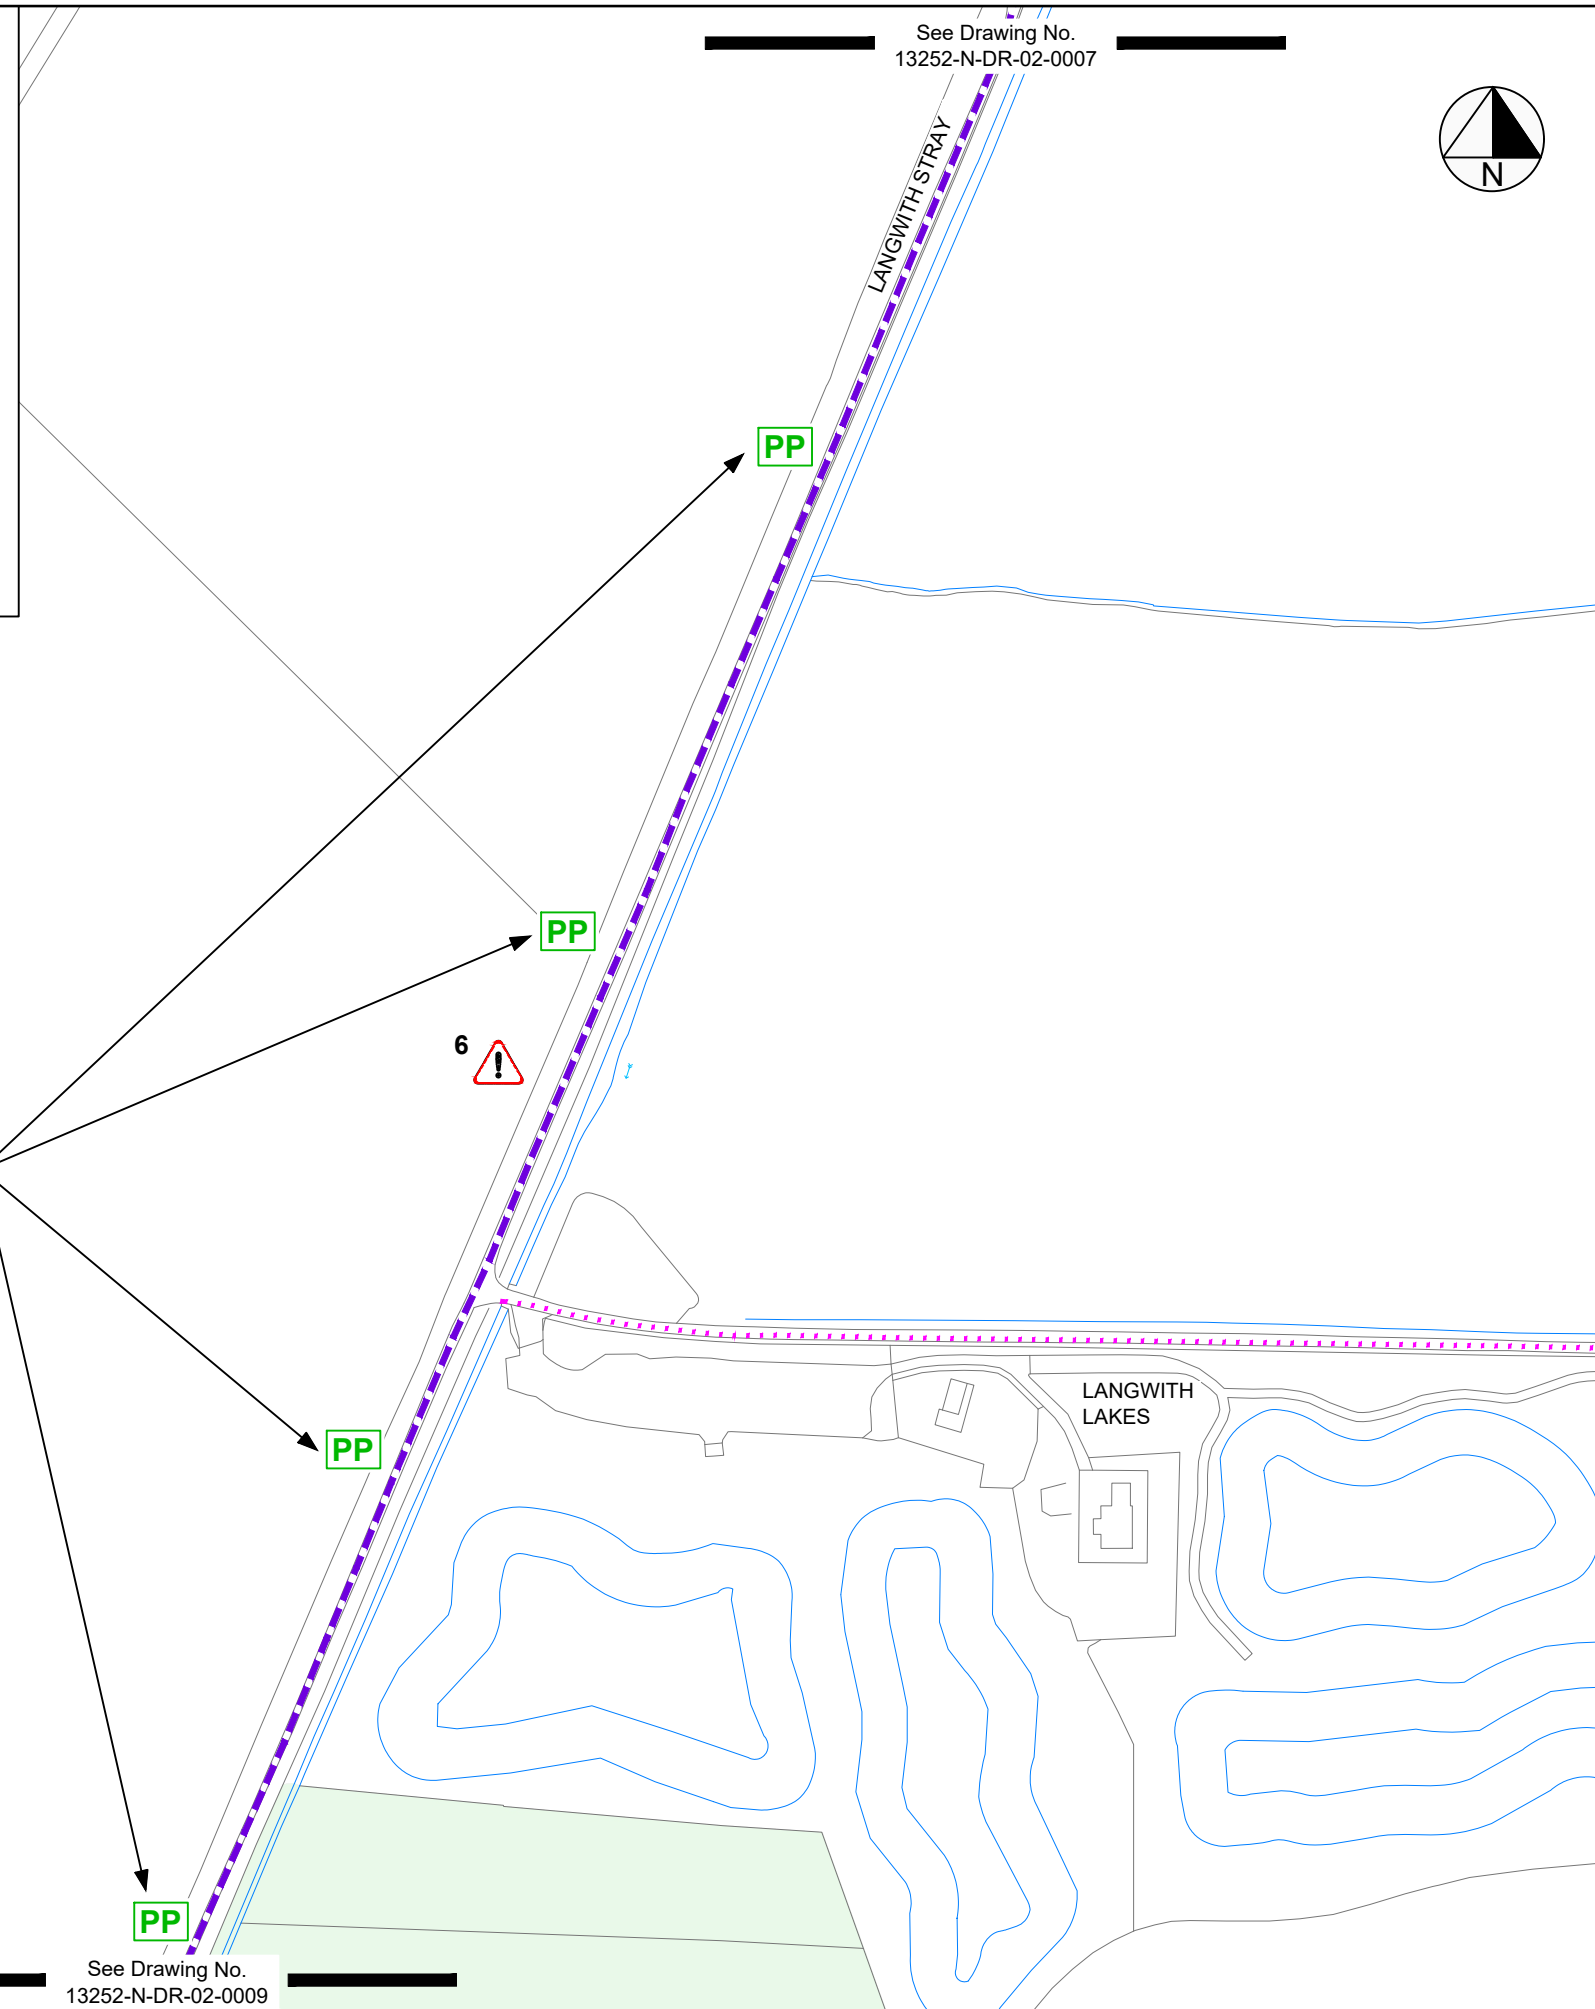 See Drawing No.
13252-N-DR-02-0007
N
LANGWITH STRAY
PP
PP
6
!
LANGWITH
LAKES
PP
PP
See Drawing No.
13252-N-DR-02-0009